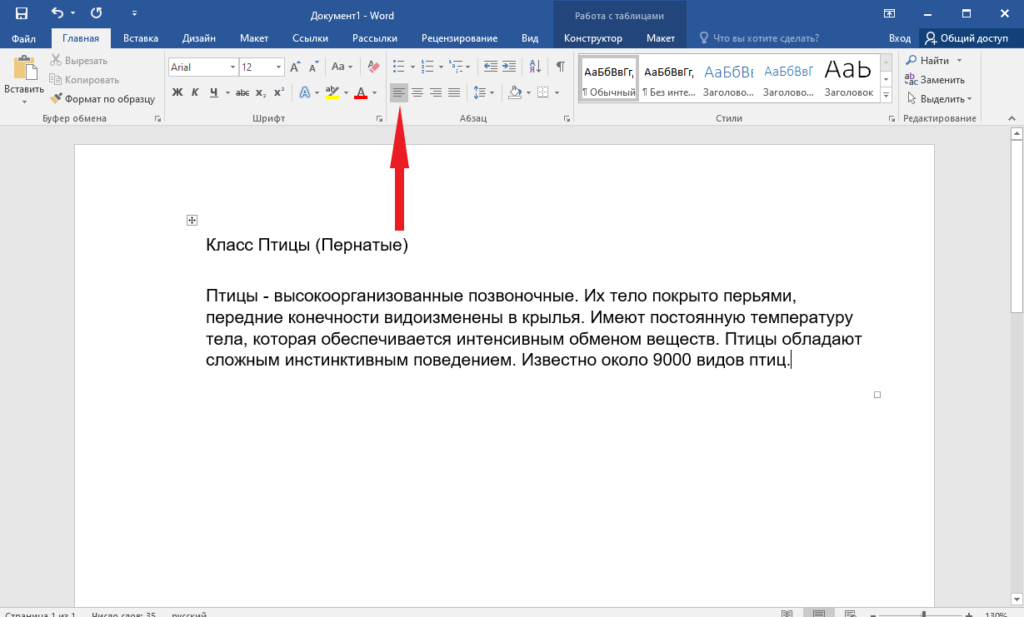 Документ1 - Word
Работа с таблицами
Файл Главная Вставка Дизайн Макет Ссылки Рассылки Рецензирование Вид Конструктор Макет Что вы хотите сделать? Вход Общий доступ
Вставить
Вырезать
Копировать
Формат по образцу
Буфер обмена
Arial 12 Aa
Ж К Ч abc x₂ x²
Шрифт
Абзац
АаБбВвГг, АаБбВвГг, АаБбВı АаБбВвГ АаЬ
¶ Обычный ¶ Без инте... Заголово... Заголово... Заголовок
Стили
Найти
Заменить
Выделить
Редактирование
Класс Птицы (Пернатые)
Птицы - высокоорганизованные позвоночные. Их тело покрыто перьями,
передние конечности видоизменены в крылья. Имеют постоянную температуру
тела, которая обеспечивается интенсивным обменом веществ. Птицы обладают
сложным инстинктивным поведением. Известно около 9000 видов птиц.
Страница 1 из 1 Число слов: 35 русский 130%